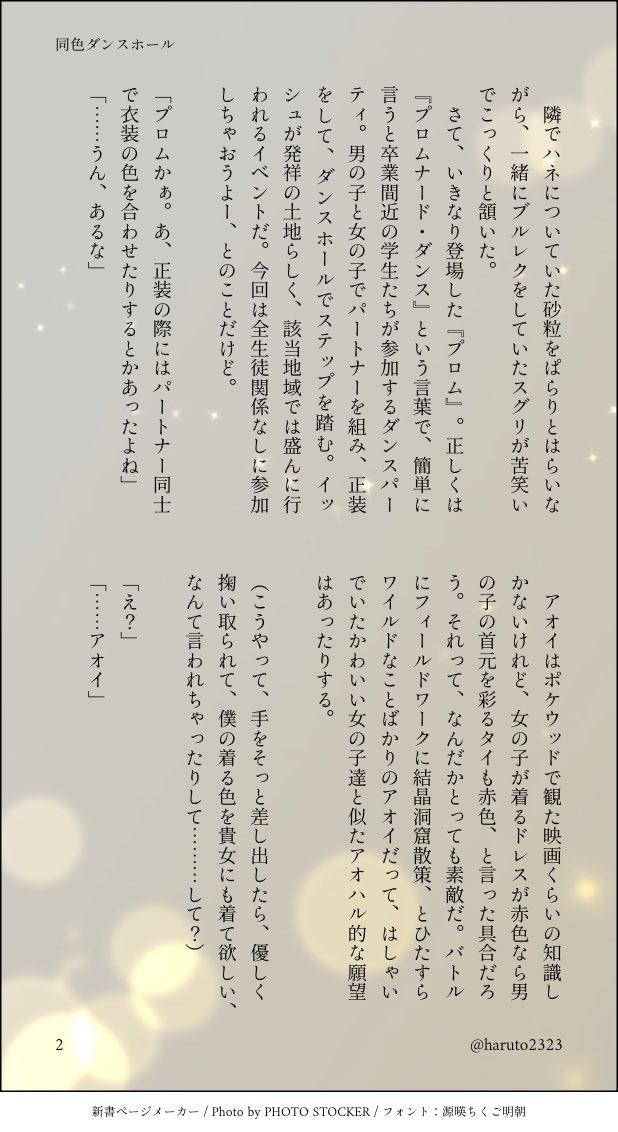 同色ダンスホール
　隣でハネについていた砂粒をぱらりとはらいな
がら、一緒にブルレクをしていたスグリが苦笑い
でこっくりと頷いた。
　さて、いきなり登場した『プロム』。正しくは
『プロムナード・ダンス』という言葉で、簡単に
言うと卒業間近の学生たちが参加するダンスパー
ティ。男の子と女の子でパートナーを組み、正装
をして、ダンスホールでステップを踏む。イッ
シュが発祥の土地らしく、該当地域では盛んに行
われるイベントだ。今回は全生徒関係なしに参加
しちゃおうよー、とのことだけど。
「プロムかぁ。あ、正装の際にはパートナー同士
で衣装の色を合わせたりするとかあったよね」
「……うん、あるな」
　アオイはポケウッドで観た映画くらいの知識し
かないけれど、女の子が着るドレスが赤色なら男
の子の首元を彩るタイも赤色、と言った具合だろ
う。それって、なんだかとっても素敵だ。バトル
にフィールドワークに結晶洞窟散策、とひたすら
ワイルドなことばかりのアオイだって、はしゃい
でいたかわいい女の子達と似たアオハル的な願望
はあったりする。
（こうやって、手をそっと差し出したら、優しく
掬い取られて、僕の着る色を貴女にも着て欲しい、
なんて言われちゃったりして………して？）
「え？」
「……アオイ」
2
@haruto2323
新書ページメーカー / Photo by PHOTO STOCKER / フォント：源暎ちくご明朝